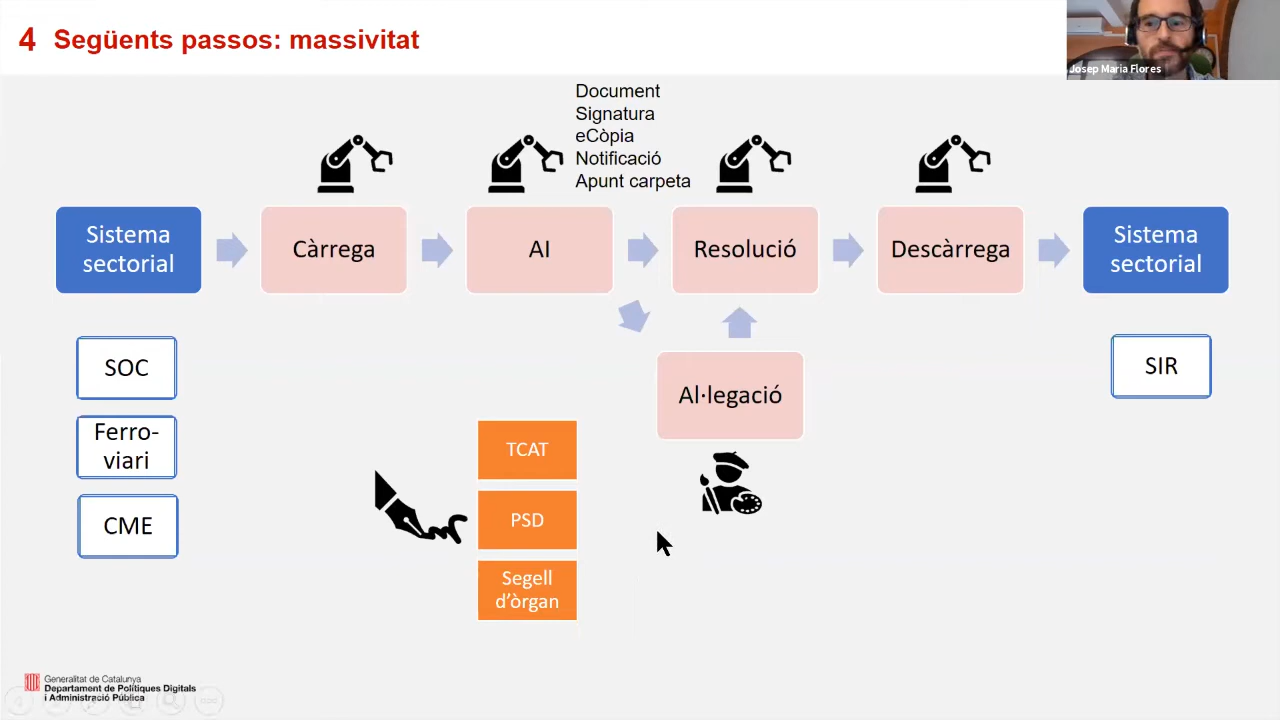 4 Següents passos: massivitat
Josep Maria Flores
Document
Signatura
eCòpia
Notificació
Apunt carpeta
Sistema
sectorial
Càrrega
AI
Resolució
Descàrrega
Sistema
sectorial
SOC
Ferro-
viari
CME
Al·legació
SIR
TCAT
PSD
Segell
d’òrgan
Generalitat de Catalunya
Departament de Polítiques Digitals
i Administració Pública